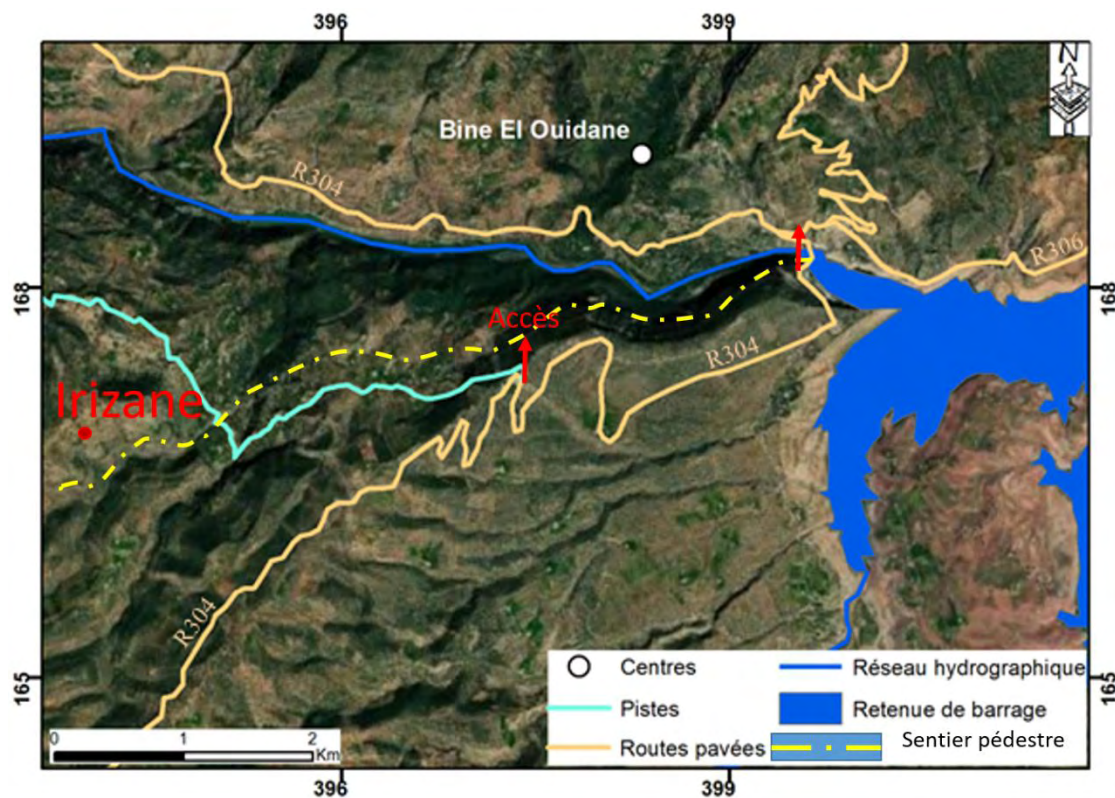 396 399
N
Bine El Ouidane
R304
R306
168 168
Accès
R304
Irizane
R304
165 165
Centres
Réseau hydrographique
Pistes
Retenue de barrage
Routes pavées
Sentier pédestre
0 1 2
Km
396 399